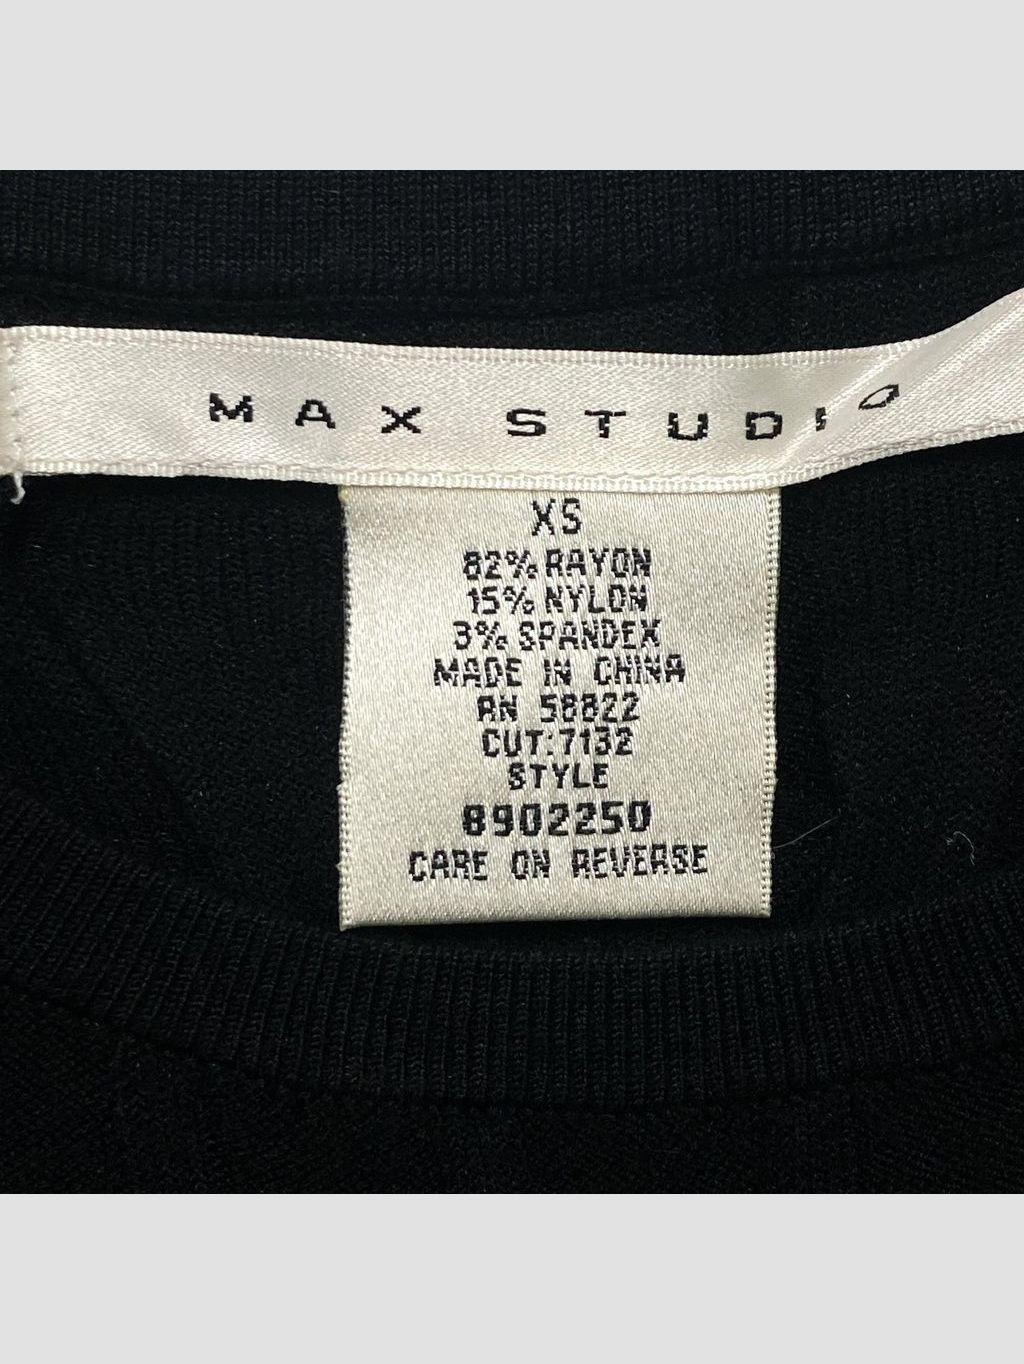 MAX STUDIO
XS
82% RAYON
15% NYLON
3% SPANDEX
MADE IN CHINA
RN 58822
CUT:7132
STYLE
8902250
CARE ON REVERSE